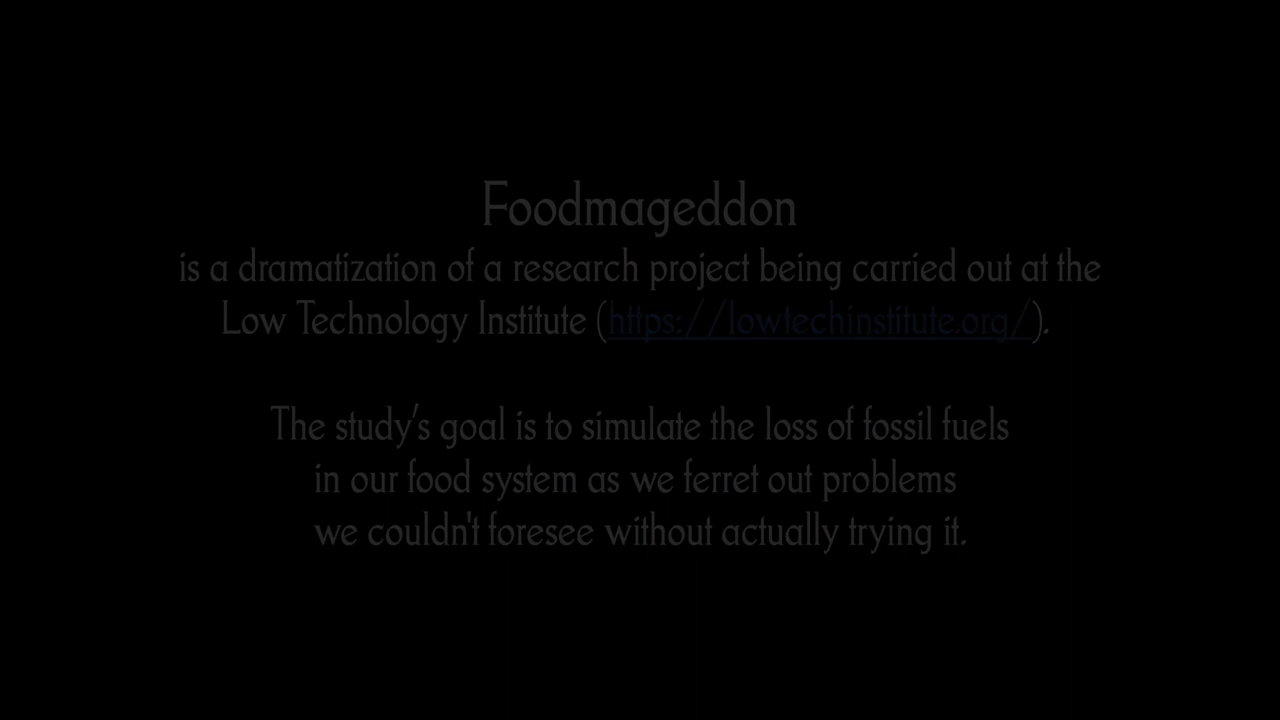 Foodmageddon
is a dramatization of a research project being carried out at the
Low Technology Institute (https://lowtechinstitute.org/).
The study's goal is to simulate the loss of fossil fuels
in our food system as we ferret out problems
we couldn't foresee without actually trying it.